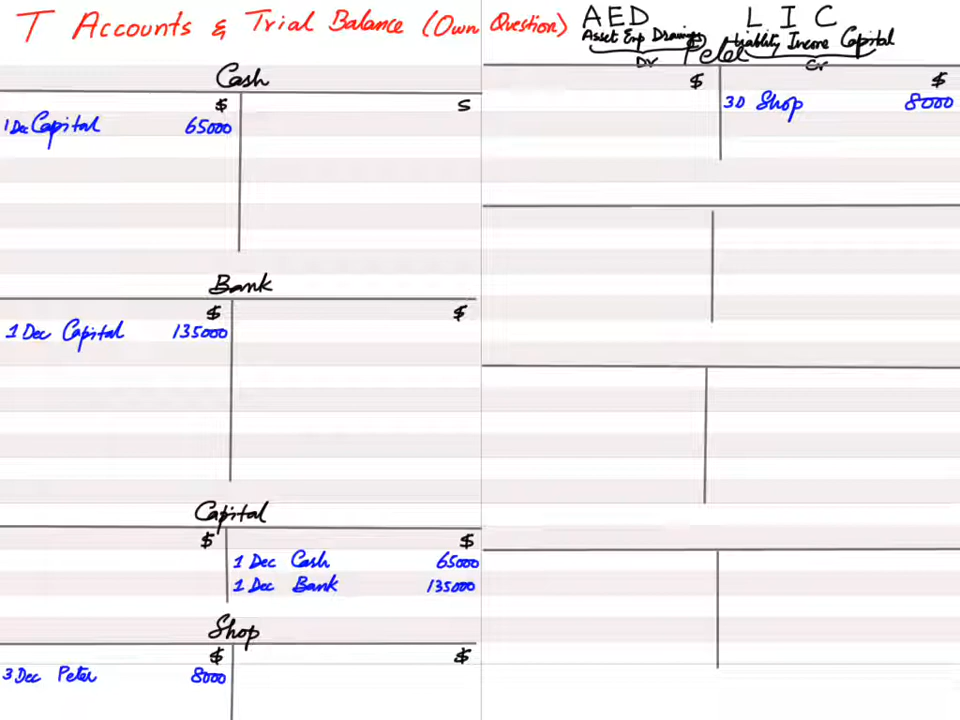 T Accounts & Trial Balance (Own Question)
AED LIC
Asset Exp Drawings Liability Income Capital
Dr Cr
Cash
$ $
1 Dec Capital 65000
Bank
$ $
1 Dec Capital 135000
Capital
$ $
1 Dec Cash 65000
1 Dec Bank 135000
Shop
$ $
3 Dec Peter 8000
Peter
$ $
3D Shop 8000